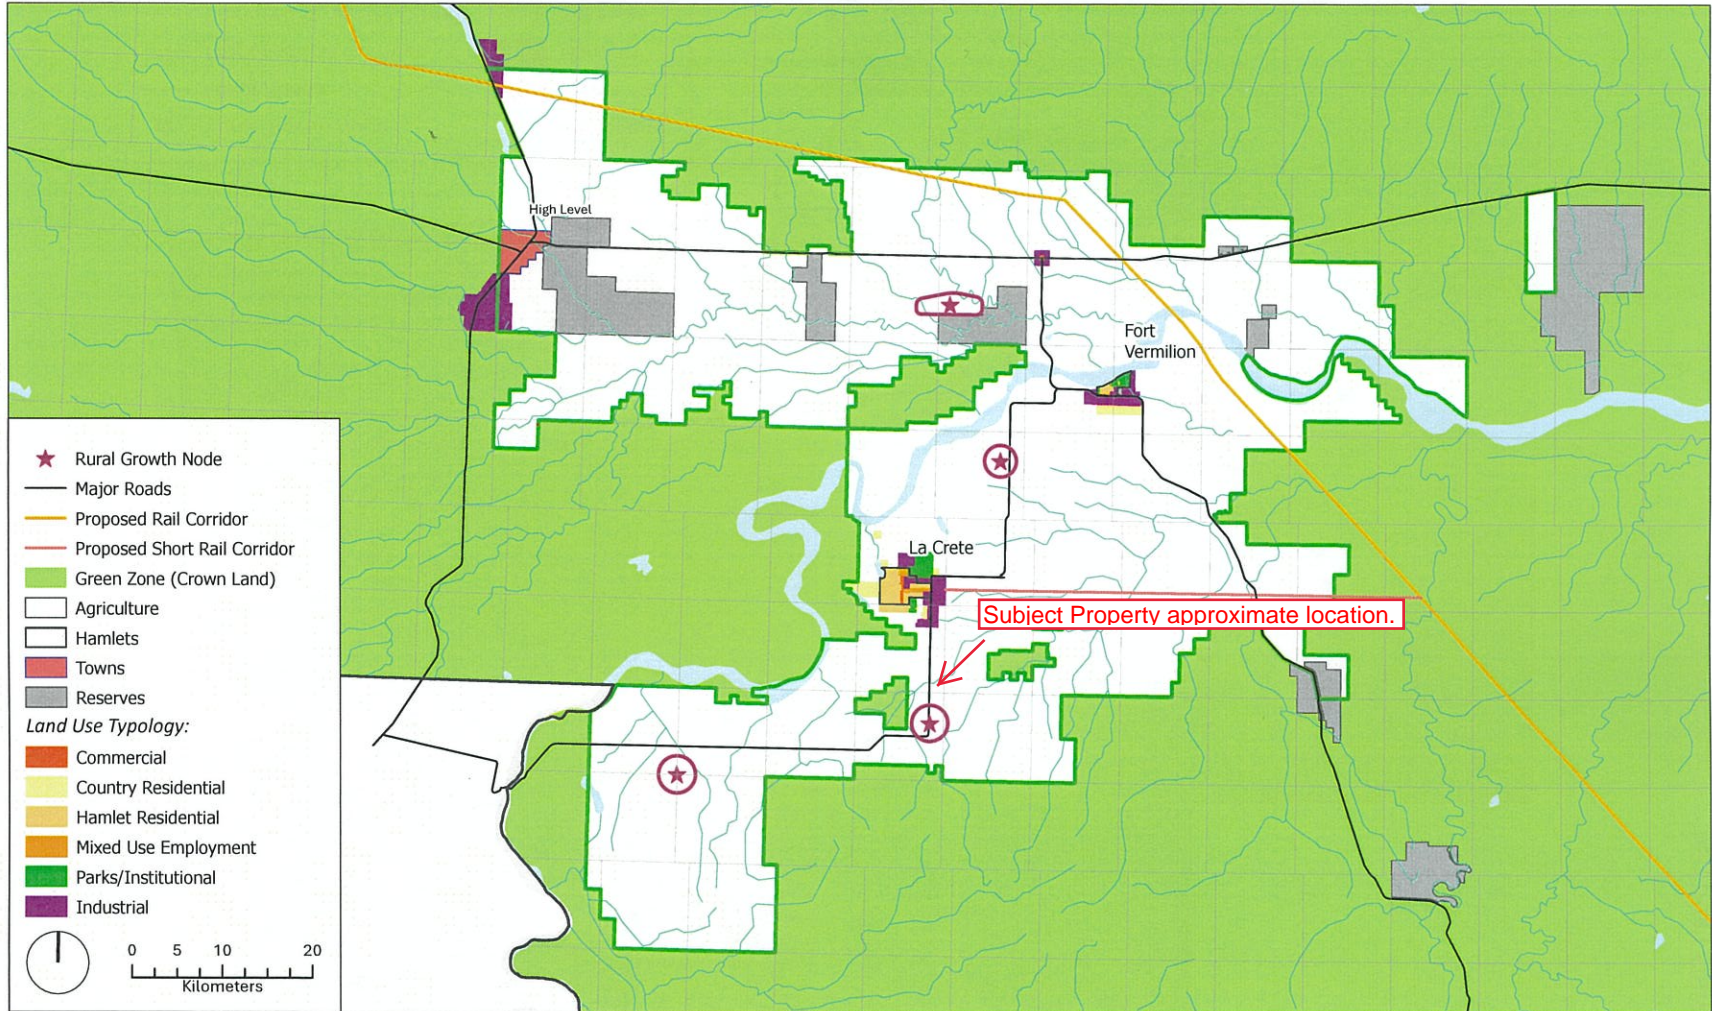 High Level
Fort
Vermilion
La Crete
Subject Property approximate location.
Rural Growth Node
Major Roads
Proposed Rail Corridor
Proposed Short Rail Corridor
Green Zone (Crown Land)
Agriculture
Hamlets
Towns
Reserves
Land Use Typology:
Commercial
Country Residential
Hamlet Residential
Mixed Use Employment
Parks/Institutional
Industrial
0 5 10 20
Kilometers